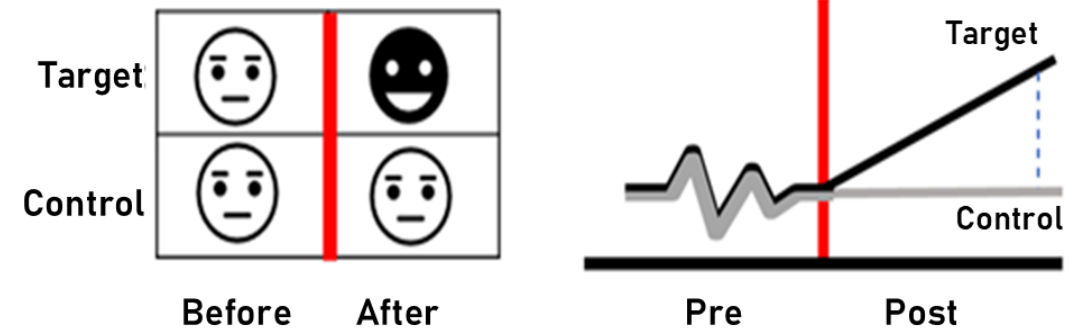 Target
Control
Before After
Target
Control
Pre Post